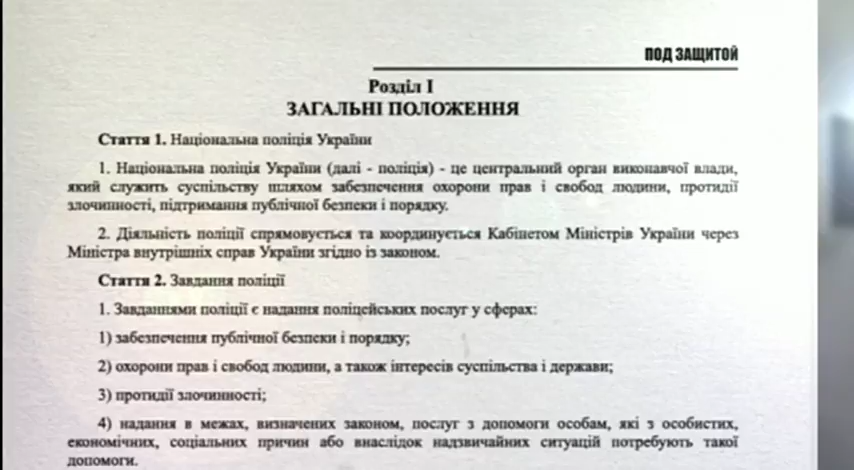 ПОД ЗАЩИТОЙ
Розділ I
ЗАГАЛЬНІ ПОЛОЖЕННЯ
Стаття 1. Національна поліція України
1. Національна поліція України (далі - поліція) - це центральний орган виконавчої влади,
який служить суспільству шляхом забезпечення охорони прав і свобод людини, протидії
злочинності, підтримання публічної безпеки і порядку.
2. Діяльність поліції спрямовується та координується Кабінетом Міністрів України через
Міністра внутрішніх справ України згідно із законом.
Стаття 2. Завдання поліції
1. Завданнями поліції є надання поліцейських послуг у сферах:
1) забезпечення публічної безпеки і порядку;
2) охорони прав і свобод людини, а також інтересів суспільства і держави;
3) протидії злочинності;
4) надання в межах, визначених законом, послуг з допомоги особам, які з особистих,
економічних, соціальних причин або внаслідок надзвичайних ситуацій потребують такої
допомоги.